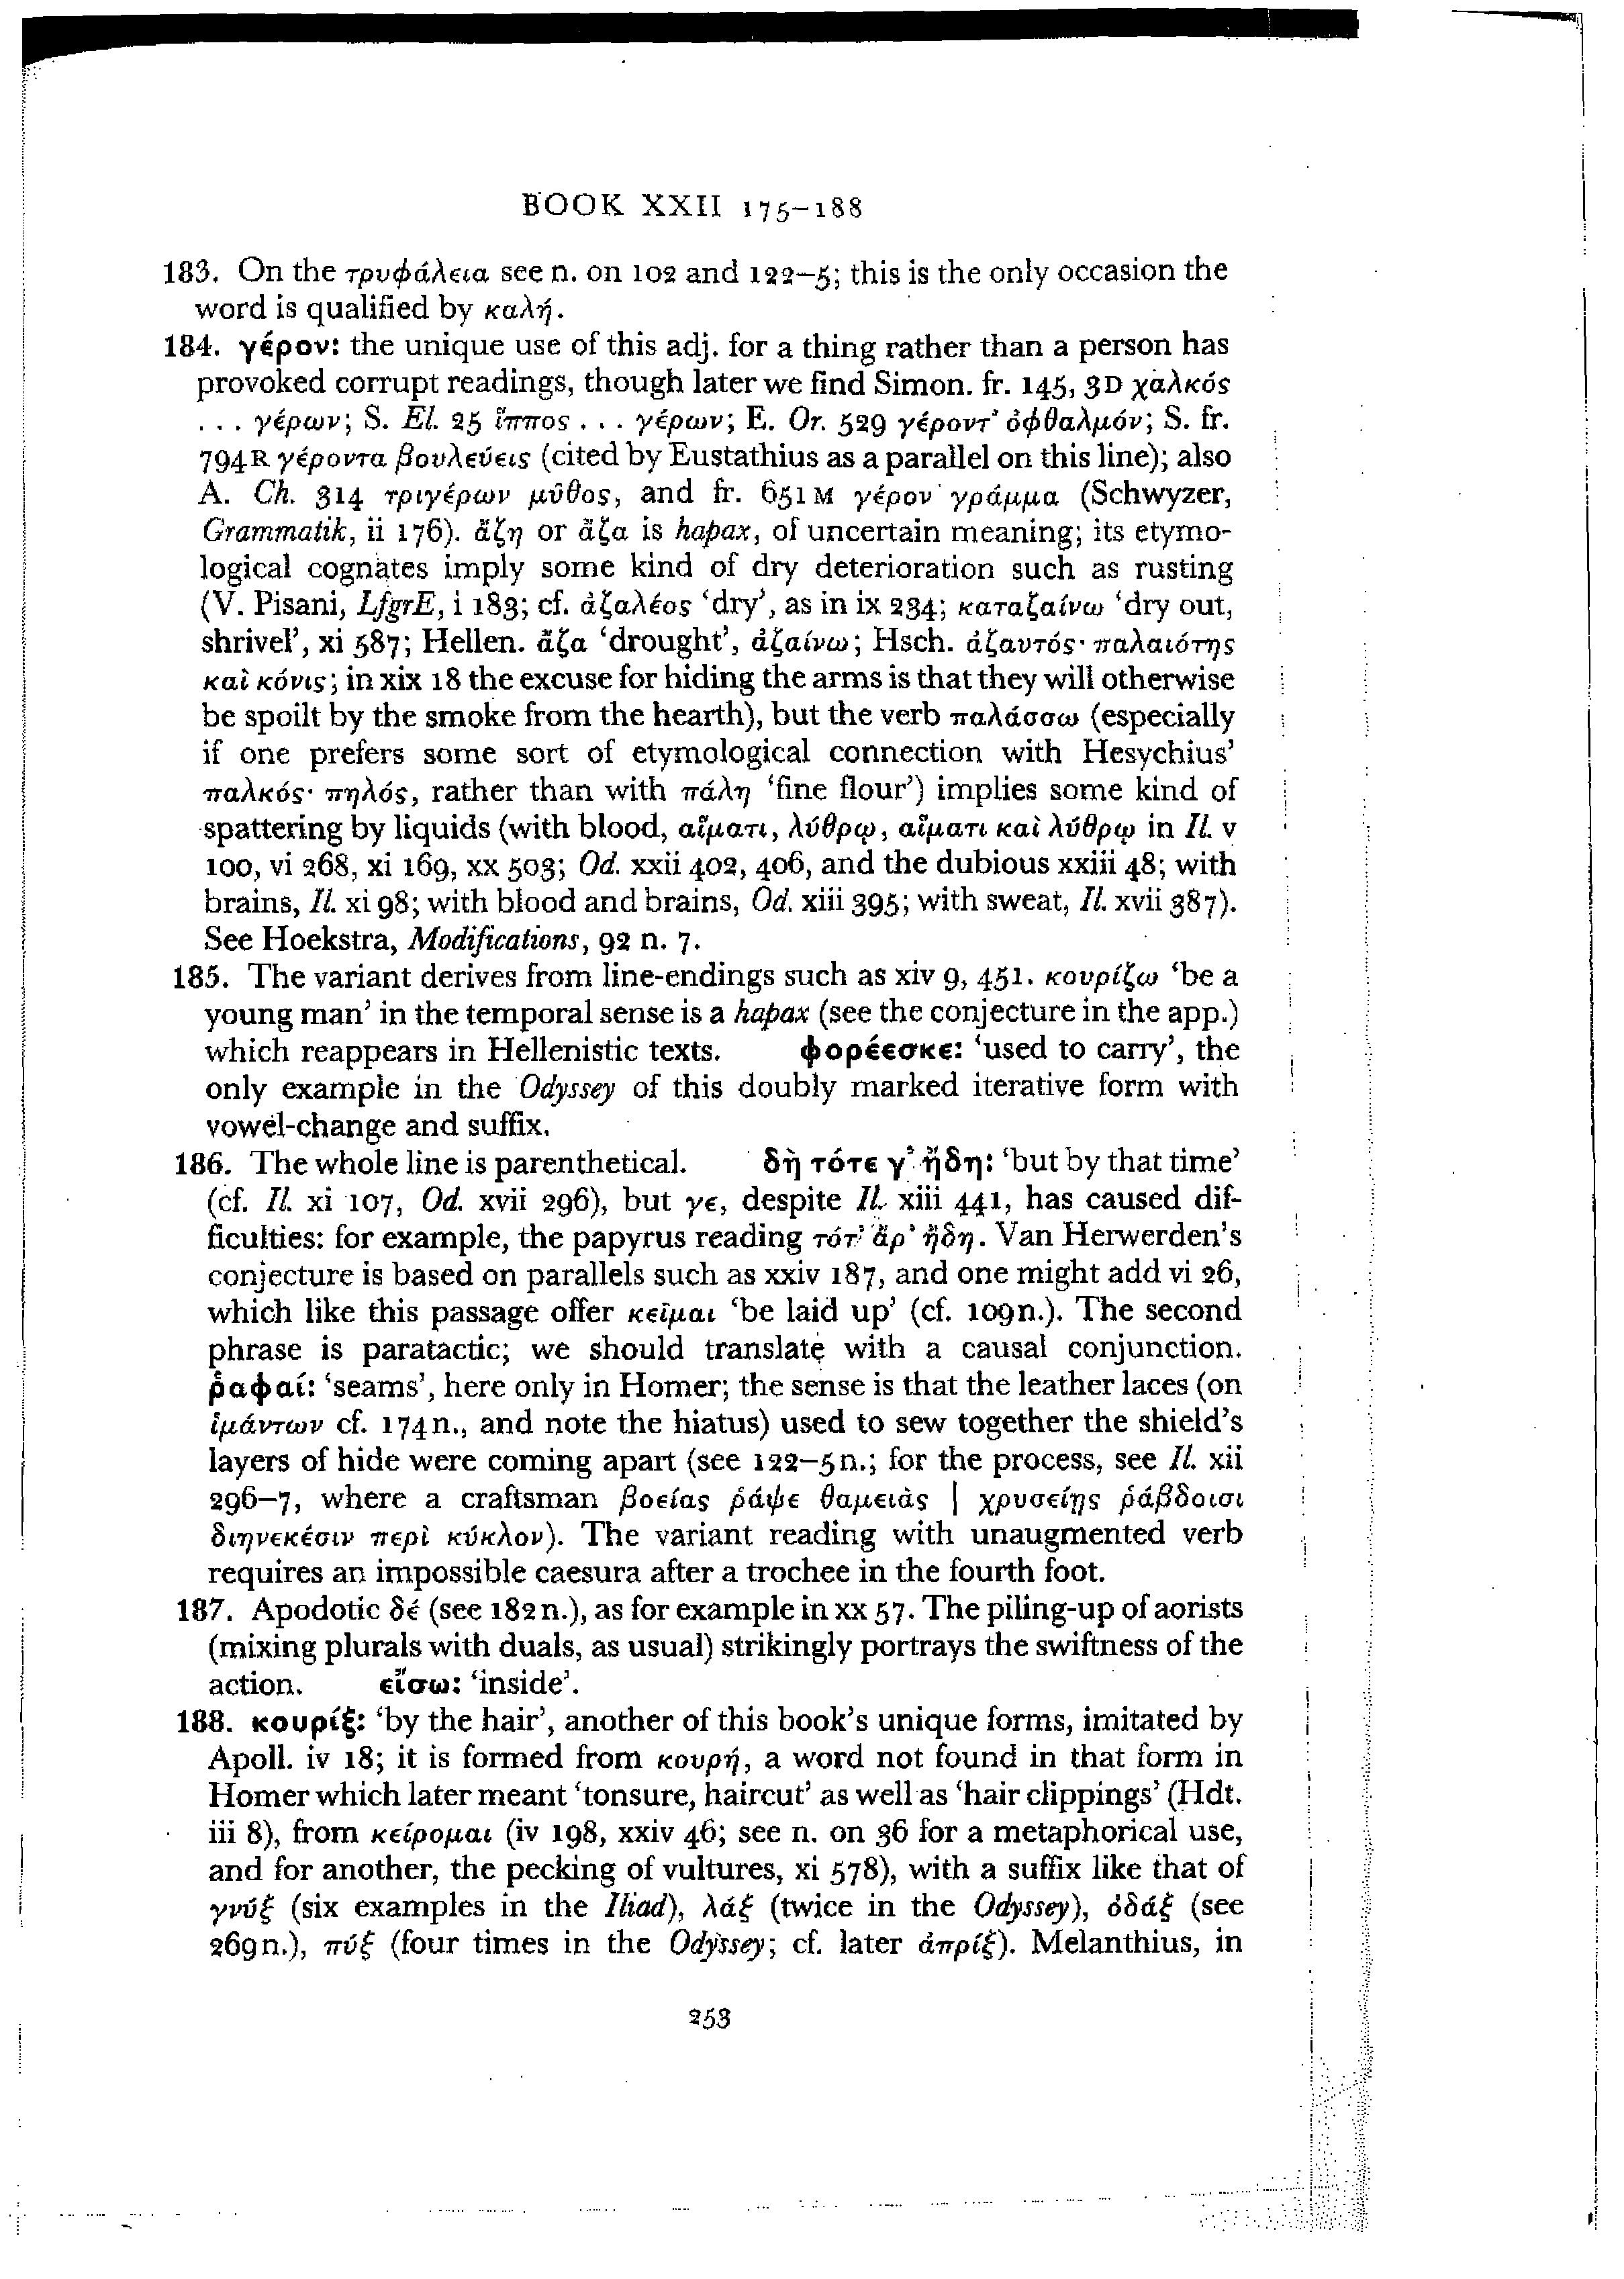 BOOK XXII 175–188
183. On the τρυφάλεια see n. on 102 and 122–5; this is the only occasion the
word is qualified by καλή.
184. γέρον: the unique use of this adj. for a thing rather than a person has
provoked corrupt readings, though later we find Simon. fr. 145, 3D χαλκός
. . . γέρων; S. El. 25 ἵππος . . . γέρων; E. Or. 529 γέροντ᾽ ὀφθαλμόν; S. fr.
794R γέροντα βουλεύεις (cited by Eustathius as a parallel on this line); also
A. Ch. 314 τριγέρων μῦθος, and fr. 651M γέρον γράμμα (Schwyzer,
Grammatik, ii 176). ἄζη or ἄζα is hapax, of uncertain meaning; its etymo-
logical cognates imply some kind of dry deterioration such as rusting
(V. Pisani, LfgrE, i 183; cf. ἀζαλέος ‘dry’, as in ix 234; καταζαίνω ‘dry out,
shrivel’, xi 587; Hellen. ἄζα ‘drought’, ἀζαίνω; Hsch. ἀζαυτός· παλαιότης
καὶ κόνις; in xix 18 the excuse for hiding the arms is that they will otherwise
be spoilt by the smoke from the hearth), but the verb παλάσσω (especially
if one prefers some sort of etymological connection with Hesychius’
παλκός· πηλός, rather than with πάλη ‘fine flour’) implies some kind of
spattering by liquids (with blood, αἵματι, λύθρῳ, αἵματι καὶ λύθρῳ in Il. v
100, vi 268, xi 169, xx 503; Od. xxii 402, 406, and the dubious xxiii 48; with
brains, Il. xi 98; with blood and brains, Od. xiii 395; with sweat, Il. xvii 387).
See Hoekstra, Modifications, 92 n. 7.
185. The variant derives from line-endings such as xiv 9, 451. κουρίζω ‘be a
young man’ in the temporal sense is a hapax (see the conjecture in the app.)
which reappears in Hellenistic texts. φορέεσκε: ‘used to carry’, the
only example in the Odyssey of this doubly marked iterative form with
vowel-change and suffix.
186. The whole line is parenthetical. δὴ τότε γ᾽ ἤδη: ‘but by that time’
(cf. Il. xi 107, Od. xvii 296), but γε, despite Il. xiii 441, has caused dif-
ficulties: for example, the papyrus reading τότ᾽ ἄρ᾽ ἤδη. Van Herwerden’s
conjecture is based on parallels such as xxiv 187, and one might add vi 26,
which like this passage offer κεῖμαι ‘be laid up’ (cf. 109n.). The second
phrase is paratactic; we should translate with a causal conjunction.
ῥαφαί: ‘seams’, here only in Homer; the sense is that the leather laces (on
ἱμάντων cf. 174n., and note the hiatus) used to sew together the shield’s
layers of hide were coming apart (see 122–5n.; for the process, see Il. xii
296–7, where a craftsman βοείας ῥάψε θαμειὰς | χρυσείῃς ῥάβδοισι
διηνεκέσιν περὶ κύκλον). The variant reading with unaugmented verb
requires an impossible caesura after a trochee in the fourth foot.
187. Apodotic δέ (see 182n.), as for example in xx 57. The piling-up of aorists
(mixing plurals with duals, as usual) strikingly portrays the swiftness of the
action. εἴσω: ‘inside’.
188. κουρίξ: ‘by the hair’, another of this book’s unique forms, imitated by
Apoll. iv 18; it is formed from κουρή, a word not found in that form in
Homer which later meant ‘tonsure, haircut’ as well as ‘hair clippings’ (Hdt.
iii 8), from κείρομαι (iv 198, xxiv 46; see n. on 36 for a metaphorical use,
and for another, the pecking of vultures, xi 578), with a suffix like that of
γνύξ (six examples in the Iliad), λάξ (twice in the Odyssey), ὀδάξ (see
269n.), πύξ (four times in the Odyssey; cf. later ἀπρίξ). Melanthius, in
253